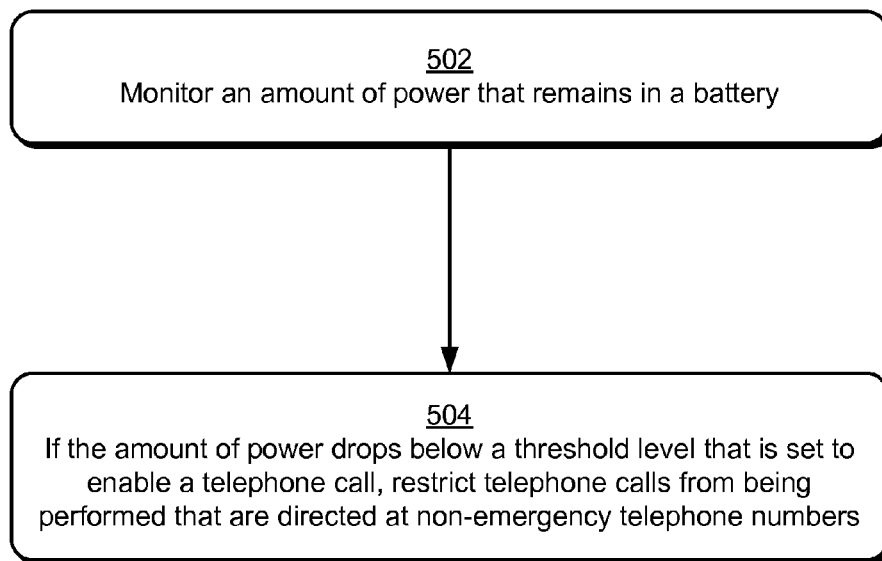 502
Monitor an amount of power that remains in a battery
504
If the amount of power drops below a threshold level that is set to
enable a telephone call, restrict telephone calls from being
performed that are directed at non-emergency telephone numbers